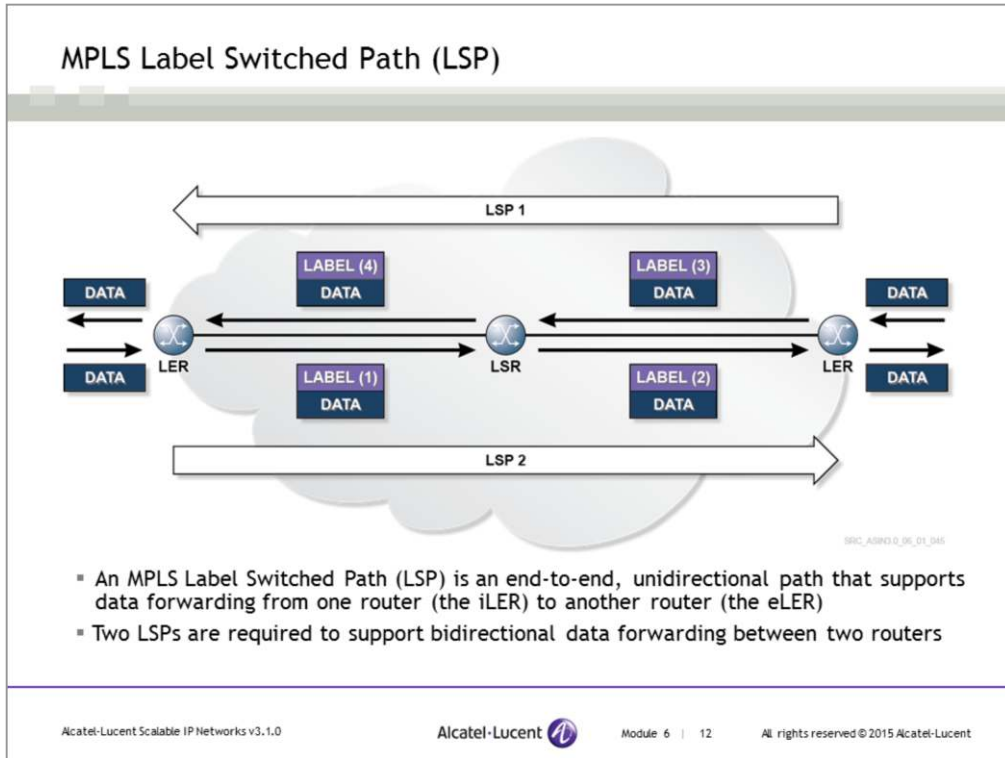 MPLS Label Switched Path (LSP)
LSP 1
LABEL (4)
DATA
LABEL (3)
DATA
DATA
DATA
LER
LSR
LER
DATA
LABEL (1)
DATA
LABEL (2)
DATA
DATA
LSP 2
SRC_ASIN3.0_06_01_045
▪ An MPLS Label Switched Path (LSP) is an end-to-end, unidirectional path that supports
data forwarding from one router (the iLER) to another router (the eLER)
▪ Two LSPs are required to support bidirectional data forwarding between two routers
Alcatel-Lucent Scalable IP Networks v3.1.0
Alcatel·Lucent
Module 6 | 12
All rights reserved © 2015 Alcatel-Lucent